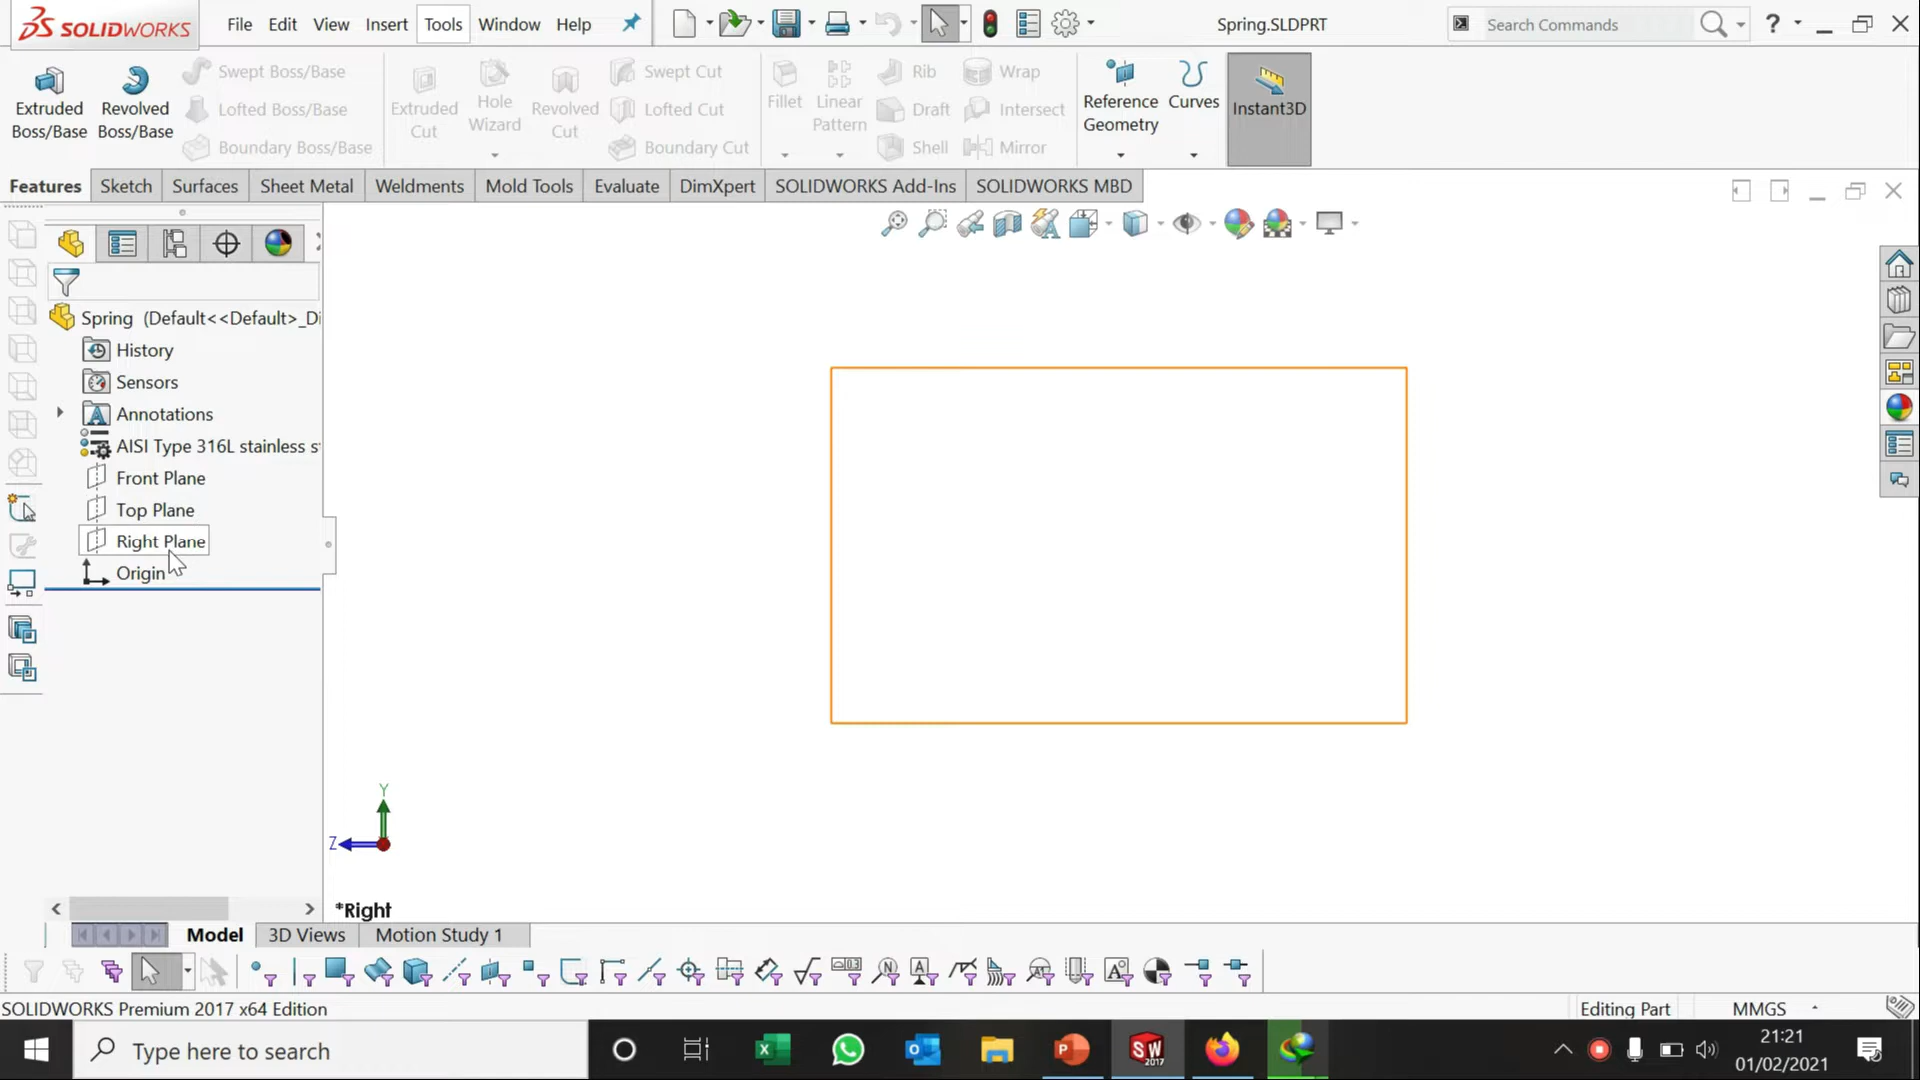 SOLIDWORKS
File Edit View Insert Tools Window Help
Spring.SLDPRT
Search Commands
?
Extruded Boss/Base
Revolved Boss/Base
Swept Boss/Base
Lofted Boss/Base
Boundary Boss/Base
Extruded Cut
Hole Wizard
Revolved Cut
Swept Cut
Lofted Cut
Boundary Cut
Fillet
Linear Pattern
Rib
Draft
Shell
Wrap
Intersect
Mirror
Reference Geometry
Curves
Instant3D
Features Sketch Surfaces Sheet Metal Weldments Mold Tools Evaluate DimXpert SOLIDWORKS Add-Ins SOLIDWORKS MBD
Spring (Default<<Default>_Di
History
Sensors
Annotations
AISI Type 316L stainless s
Front Plane
Top Plane
Right Plane
Origin
Y
Z
*Right
Model 3D Views Motion Study 1
SOLIDWORKS Premium 2017 x64 Edition
Editing Part
MMGS
Type here to search
21:21
01/02/2021